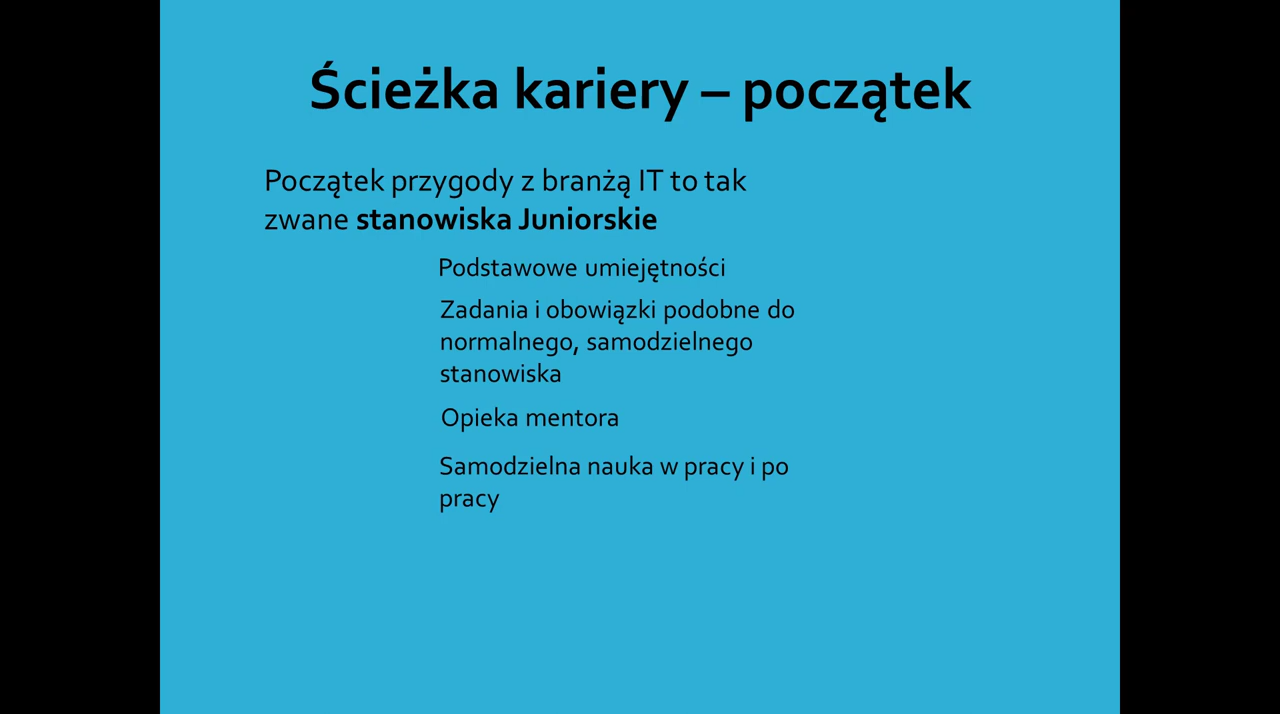 Ścieżka kariery – początek
Początek przygody z branżą IT to tak
zwane stanowiska Juniorskie
Podstawowe umiejętności
Zadania i obowiązki podobne do
normalnego, samodzielnego
stanowiska
Opieka mentora
Samodzielna nauka w pracy i po
pracy